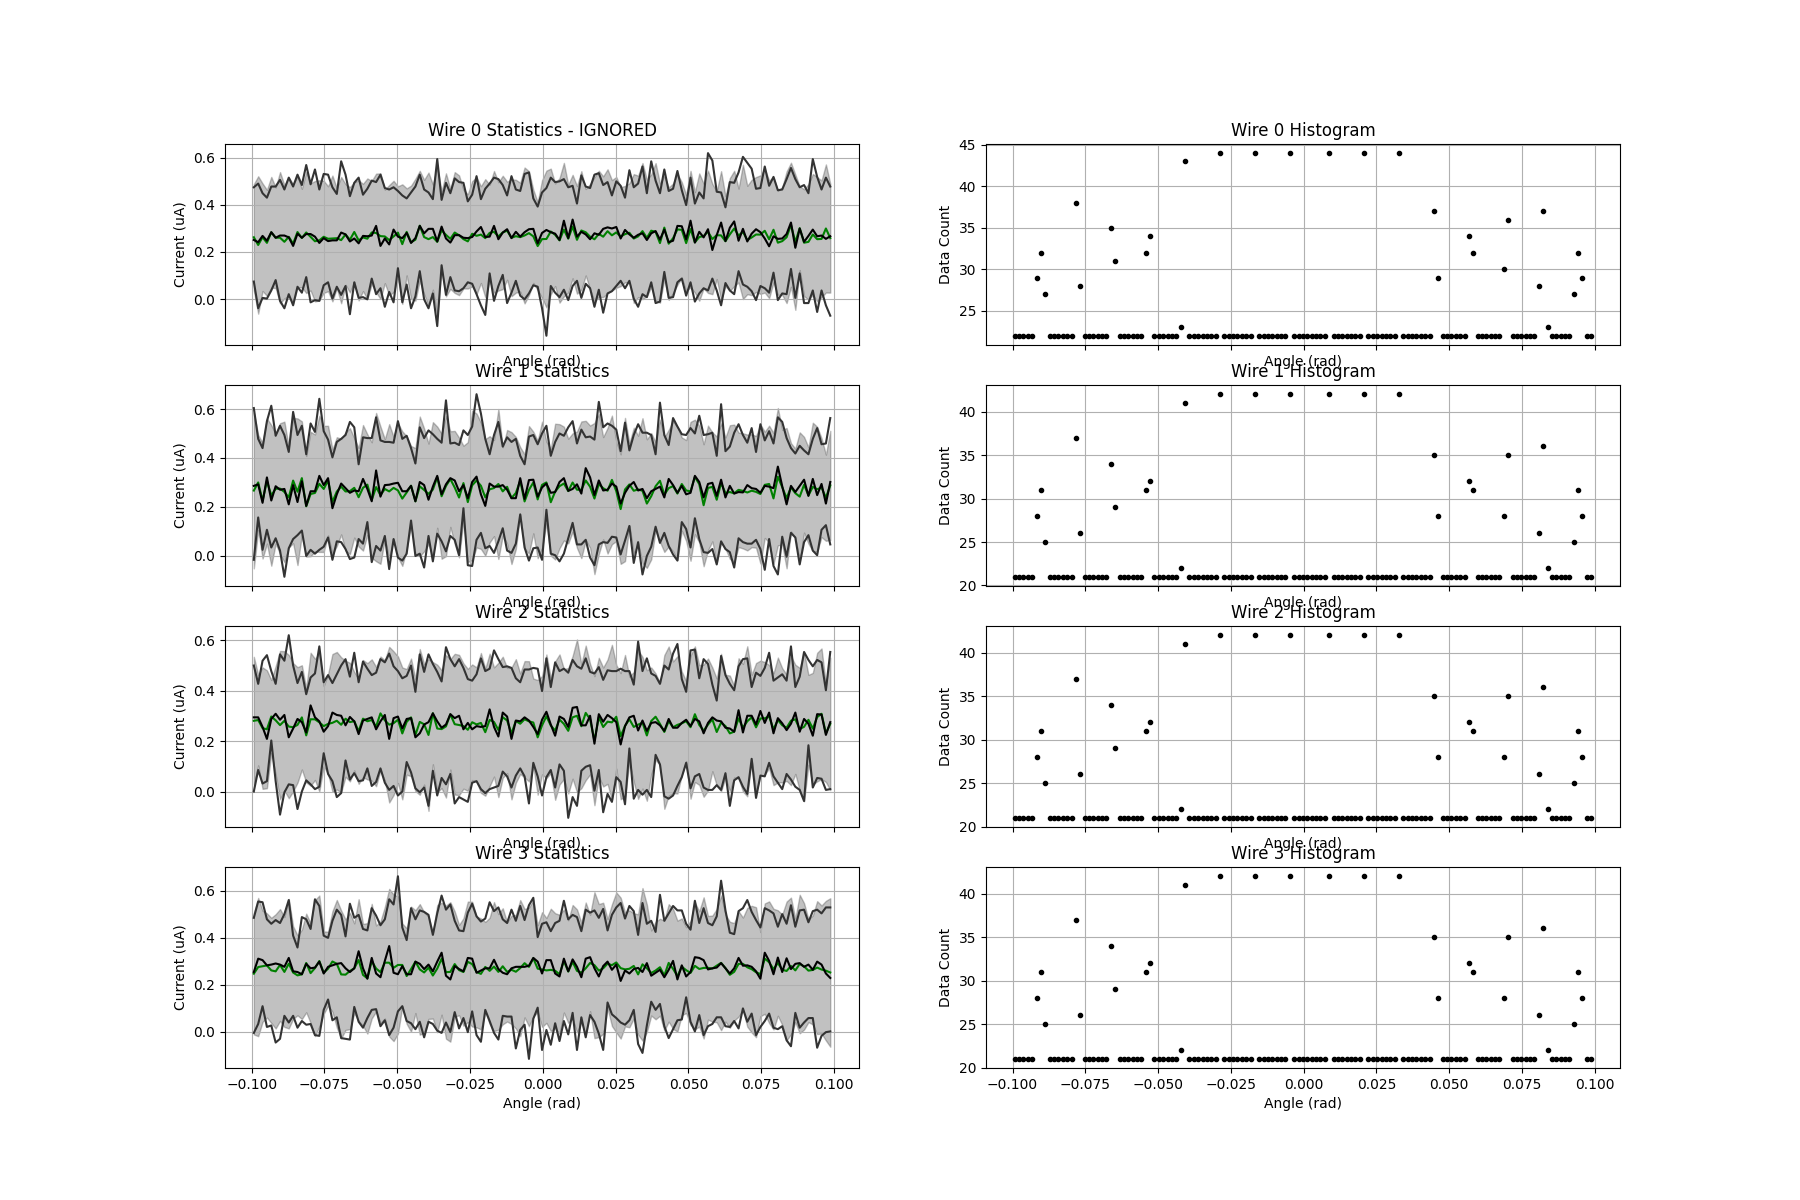 Wire 0 Statistics - IGNORED
Current (uA)
0.6
0.4
0.2
0.0
Angle (rad)
Wire 0 Histogram
Data Count
45
40
35
30
25
Angle (rad)
Wire 1 Statistics
Current (uA)
0.6
0.4
0.2
0.0
Angle (rad)
Wire 1 Histogram
Data Count
40
35
30
25
20
Angle (rad)
Wire 2 Statistics
Current (uA)
0.6
0.4
0.2
0.0
Angle (rad)
Wire 2 Histogram
Data Count
40
35
30
25
20
Angle (rad)
Wire 3 Statistics
Current (uA)
0.6
0.4
0.2
0.0
−0.100 −0.075 −0.050 −0.025 0.000 0.025 0.050 0.075 0.100
Angle (rad)
Wire 3 Histogram
Data Count
40
35
30
25
20
−0.100 −0.075 −0.050 −0.025 0.000 0.025 0.050 0.075 0.100
Angle (rad)